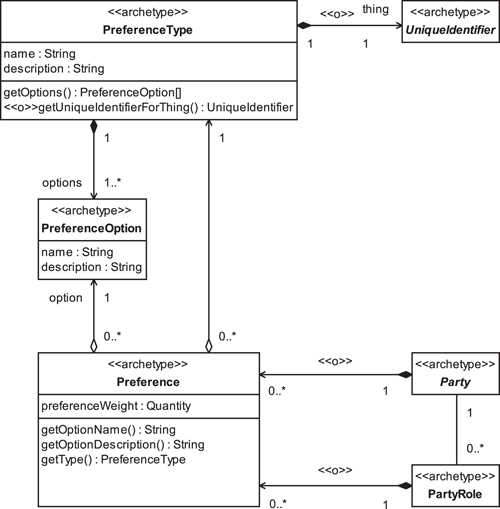 <<archetype>>
PreferenceType
name : String
description : String
getOptions() : PreferenceOption[]
<<o>>getUniqueIdentifierForThing() : UniqueIdentifier
<<o>>
thing
1
1
<<archetype>>
UniqueIdentifier
1
1
options
1..*
<<archetype>>
PreferenceOption
name : String
description : String
option
1
0..*
0..*
<<archetype>>
Preference
preferenceWeight : Quantity
getOptionName() : String
getOptionDescription() : String
getType() : PreferenceType
<<o>>
0..*
1
<<archetype>>
Party
1
0..*
<<o>>
0..*
1
<<archetype>>
PartyRole